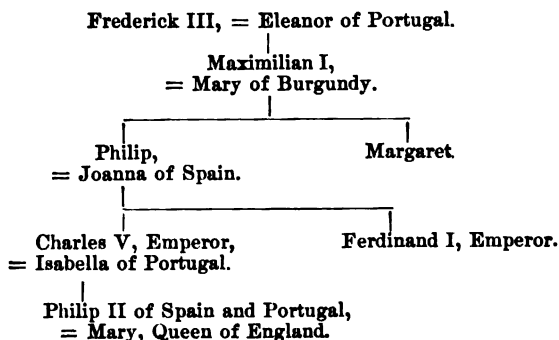 Frederick III, = Eleanor of Portugal.
Maximilian I,
= Mary of Burgundy.
Philip,
= Joanna of Spain.
Margaret.
Charles V, Emperor,
= Isabella of Portugal.
Ferdinand I, Emperor.
Philip II of Spain and Portugal,
= Mary, Queen of England.